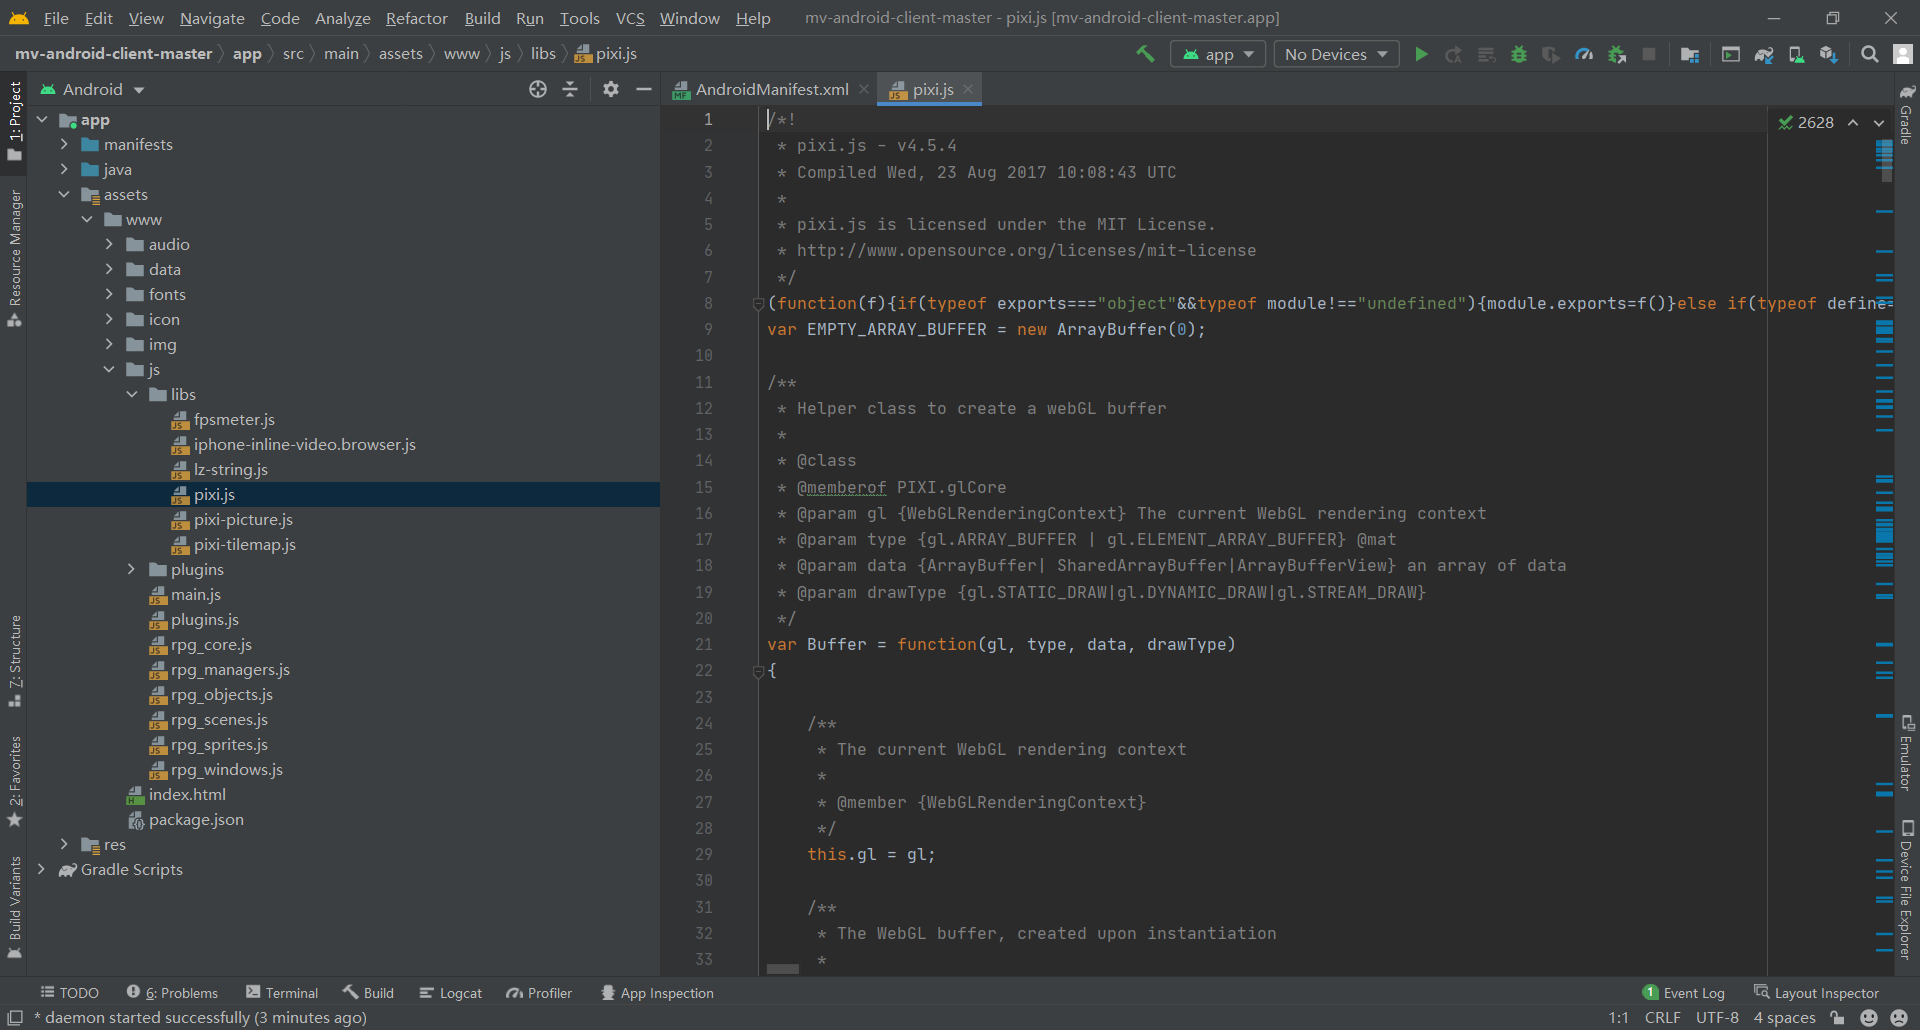 File Edit View Navigate Code Analyze Refactor Build Run Tools VCS Window Help mv-android-client-master - pixi.js [mv-android-client-master.app]
mv-android-client-master app src main assets www js libs pixi.js app No Devices
1: Project
Resource Manager
7: Structure
2: Favorites
Build Variants
Android
app
manifests
java
assets
www
audio
data
fonts
icon
img
js
libs
fpsmeter.js
iphone-inline-video.browser.js
lz-string.js
pixi.js
pixi-picture.js
pixi-tilemap.js
plugins
main.js
plugins.js
rpg_core.js
rpg_managers.js
rpg_objects.js
rpg_scenes.js
rpg_sprites.js
rpg_windows.js
index.html
package.json
res
Gradle Scripts
AndroidManifest.xml pixi.js
2628
1 /*!
2 * pixi.js - v4.5.4
3 * Compiled Wed, 23 Aug 2017 10:08:43 UTC
4 *
5 * pixi.js is licensed under the MIT License.
6 * http://www.opensource.org/licenses/mit-license
7 */
8 (function(f){if(typeof exports==="object"&&typeof module!=="undefined"){module.exports=f()}else if(typeof define=
9 var EMPTY_ARRAY_BUFFER = new ArrayBuffer(0);
10
11 /**
12 * Helper class to create a webGL buffer
13 *
14 * @class
15 * @memberof PIXI.glCore
16 * @param gl {WebGLRenderingContext} The current WebGL rendering context
17 * @param type {gl.ARRAY_BUFFER | gl.ELEMENT_ARRAY_BUFFER} @mat
18 * @param data {ArrayBuffer| SharedArrayBuffer|ArrayBufferView} an array of data
19 * @param drawType {gl.STATIC_DRAW|gl.DYNAMIC_DRAW|gl.STREAM_DRAW}
20 */
21 var Buffer = function(gl, type, data, drawType)
22 {
23
24 /**
25 * The current WebGL rendering context
26 *
27 * @member {WebGLRenderingContext}
28 */
29 this.gl = gl;
30
31 /**
32 * The WebGL buffer, created upon instantiation
33 *
Gradle
Emulator
Device File Explorer
TODO 6: Problems Terminal Build Logcat Profiler App Inspection 1 Event Log Layout Inspector
* daemon started successfully (3 minutes ago) 1:1 CRLF UTF-8 4 spaces